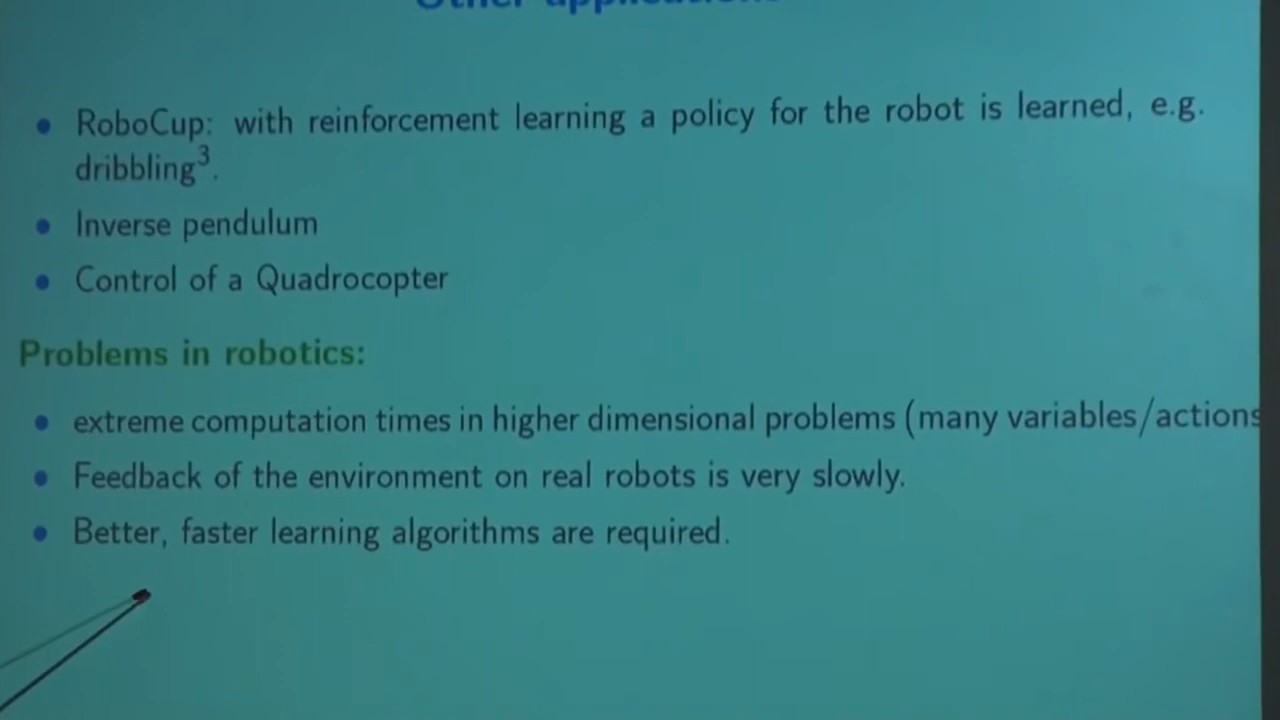 Other applications
RoboCup: with reinforcement learning a policy for the robot is learned, e.g.
dribbling³.
Inverse pendulum
Control of a Quadrocopter
Problems in robotics:
extreme computation times in higher dimensional problems (many variables/actions
Feedback of the environment on real robots is very slowly.
Better, faster learning algorithms are required.